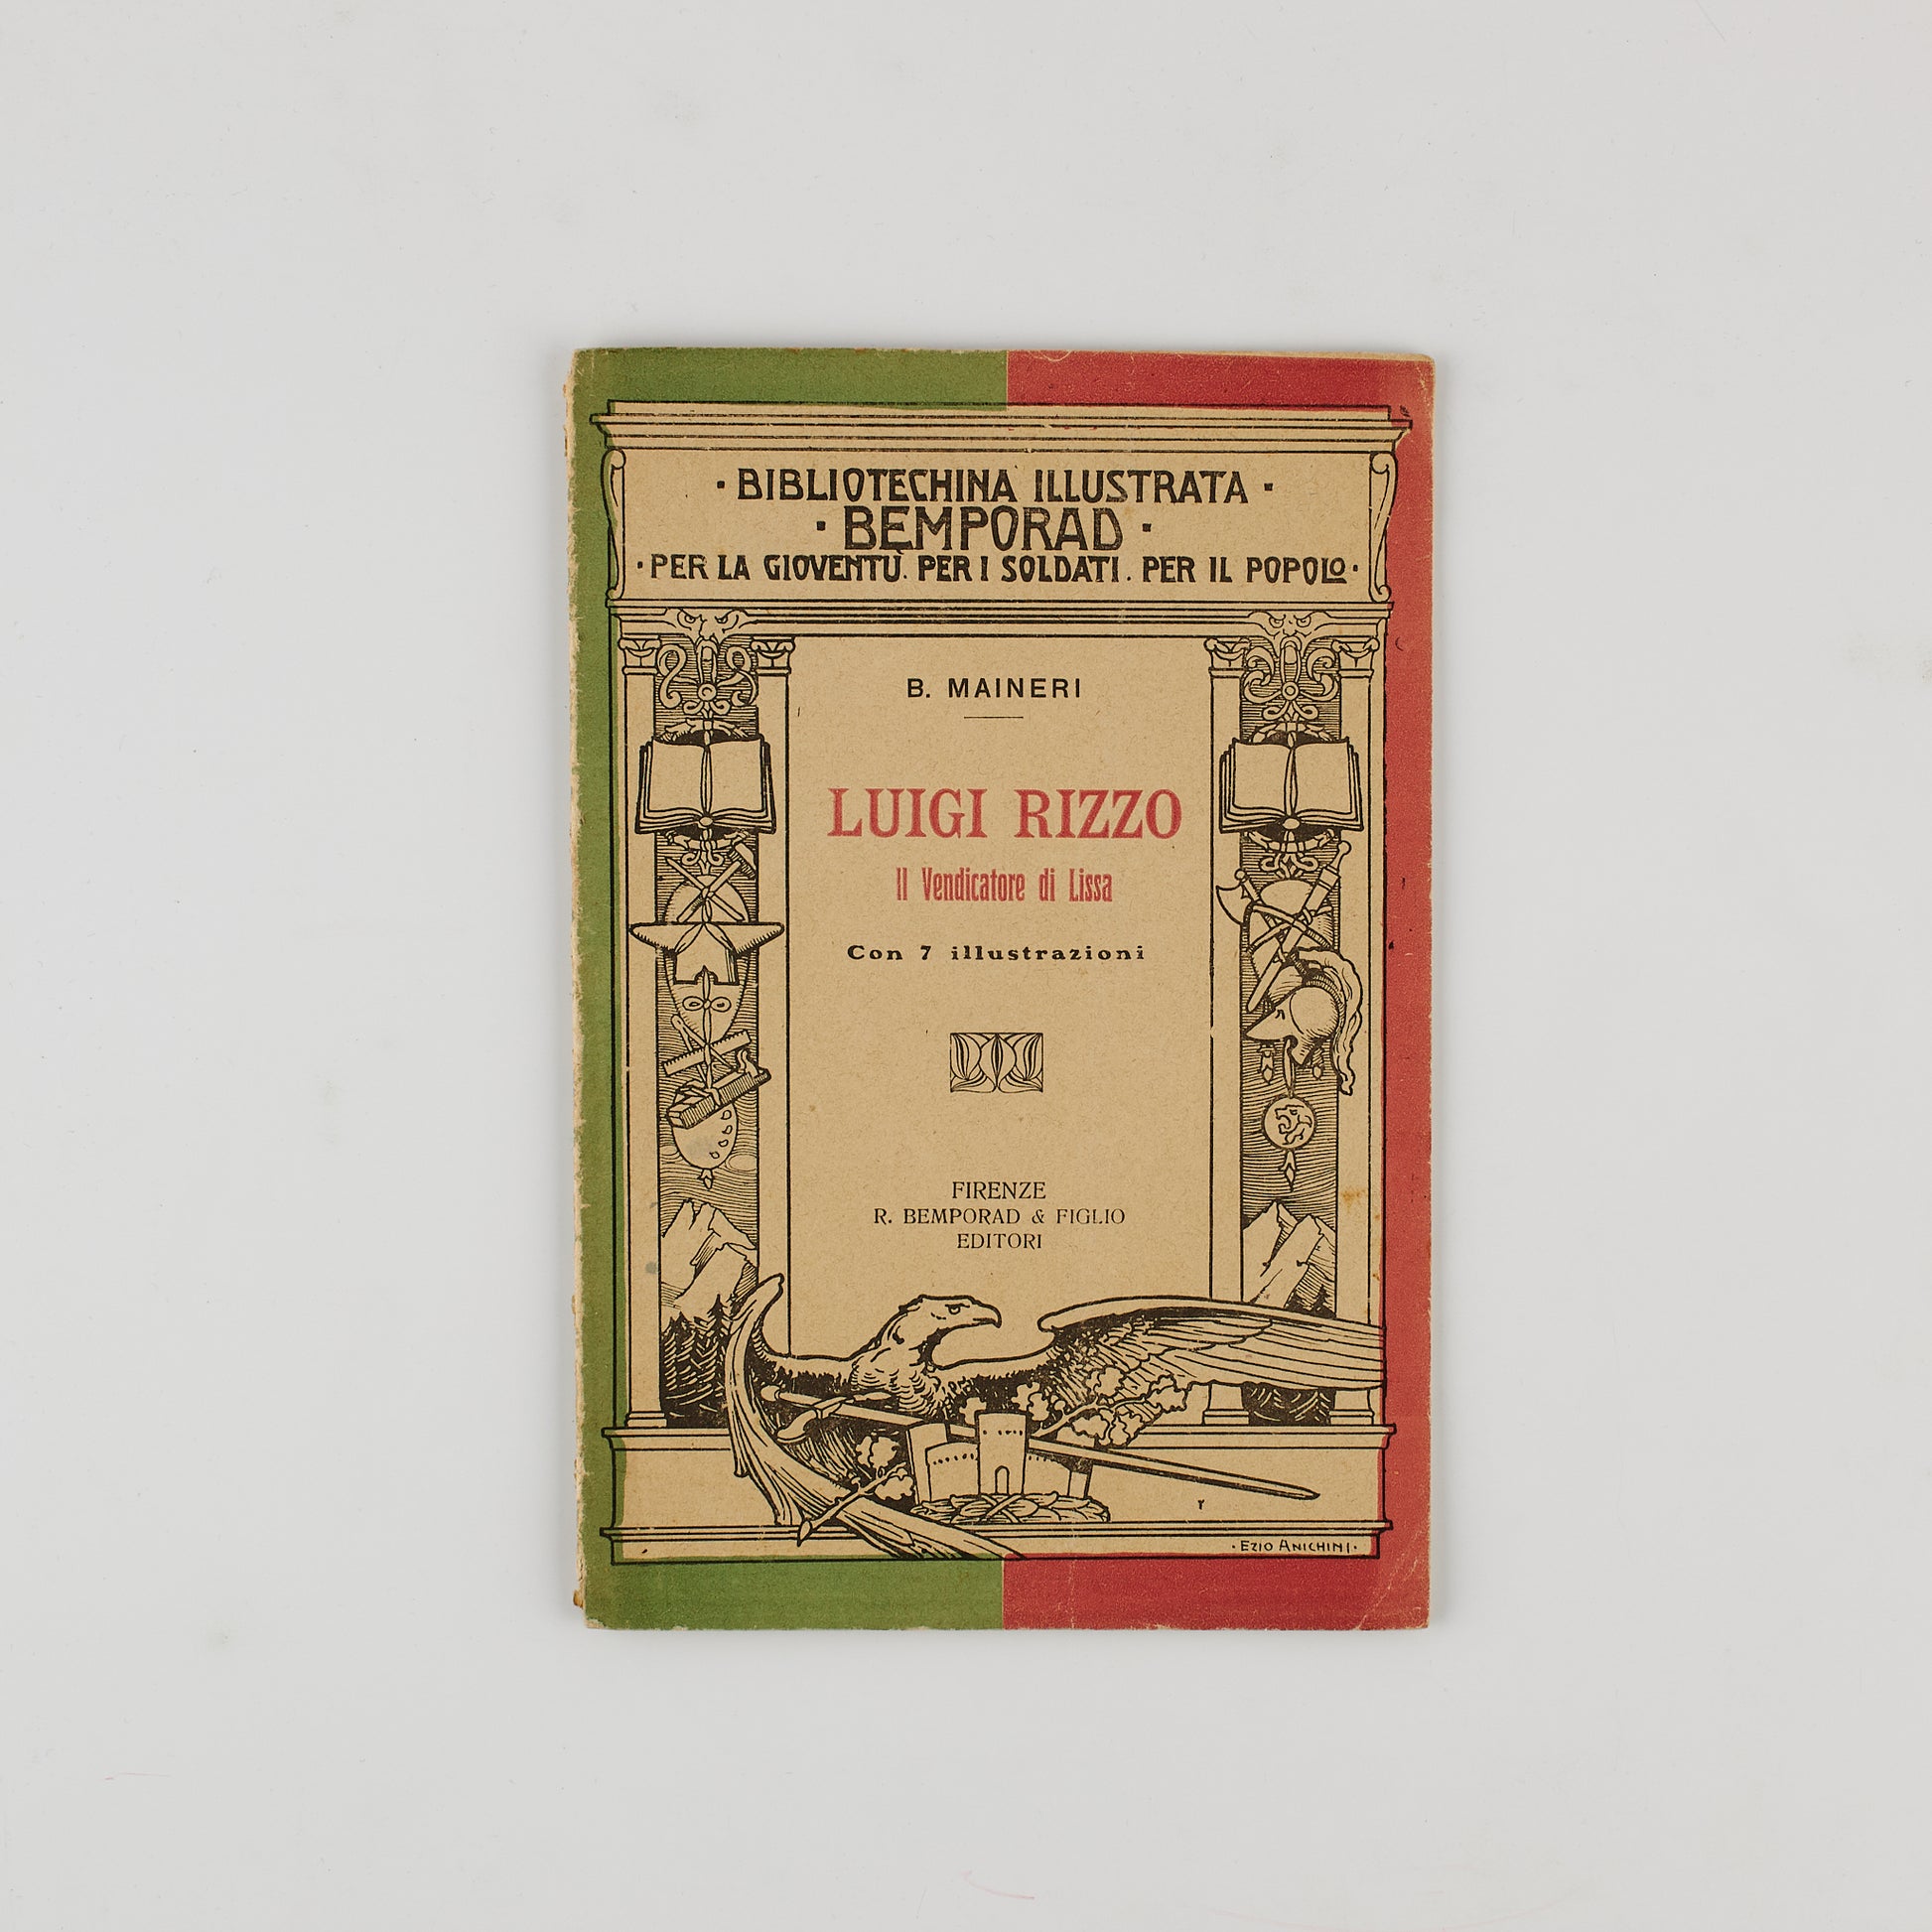 · BIBLIOTECHINA ILLUSTRATA ·
· BEMPORAD ·
· PER LA GIOVENTÙ. PER I SOLDATI. PER IL POPOLO ·
B. MAINERI
LUIGI RIZZO
Il Vendicatore di Lissa
Con 7 illustrazioni
FIRENZE
R. BEMPORAD & FIGLIO
EDITORI
· EZIO ANICHINI ·